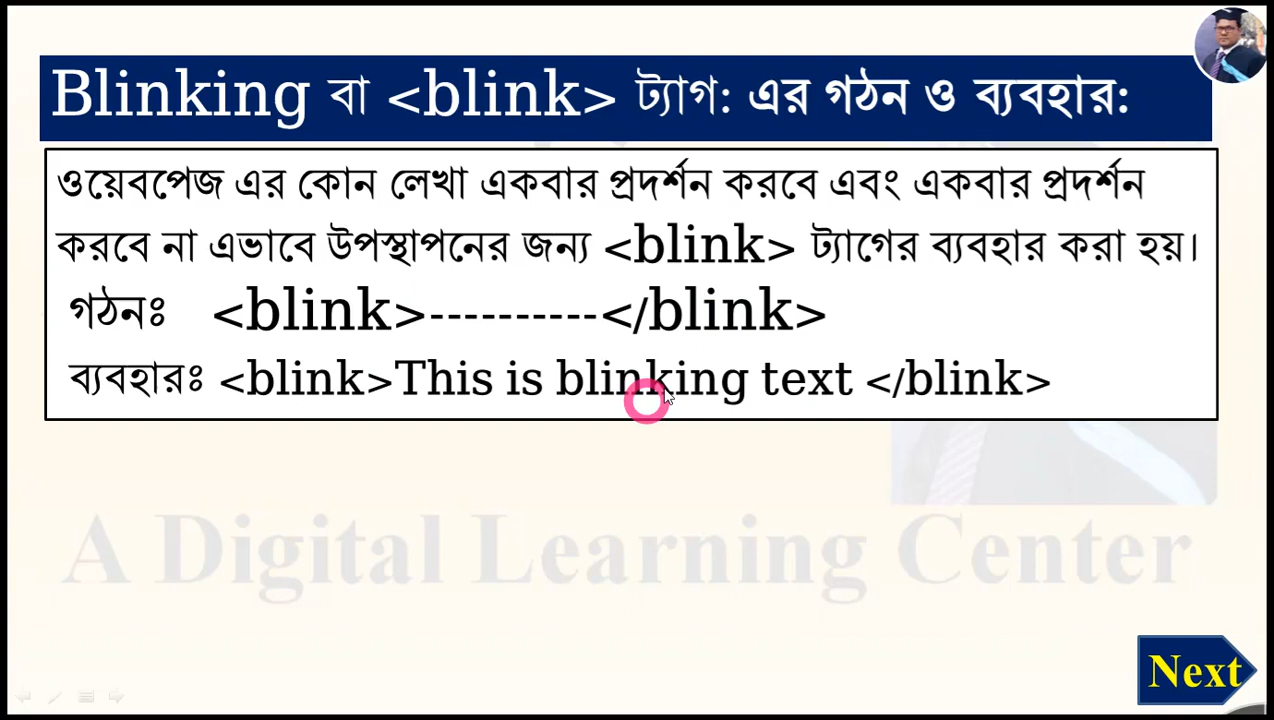 Blinking বা <blink> ট্যাগ: এর গঠন ও ব্যবহার:
ওয়েবপেজ এর কোন লেখা একবার প্রদর্শন করবে এবং একবার প্রদর্শন
করবে না এভাবে উপস্থাপনের জন্য <blink> ট্যাগের ব্যবহার করা হয়।
গঠনঃ <blink>----------</blink>
ব্যবহারঃ <blink>This is blinking text </blink>
A Digital Learning Center
Next